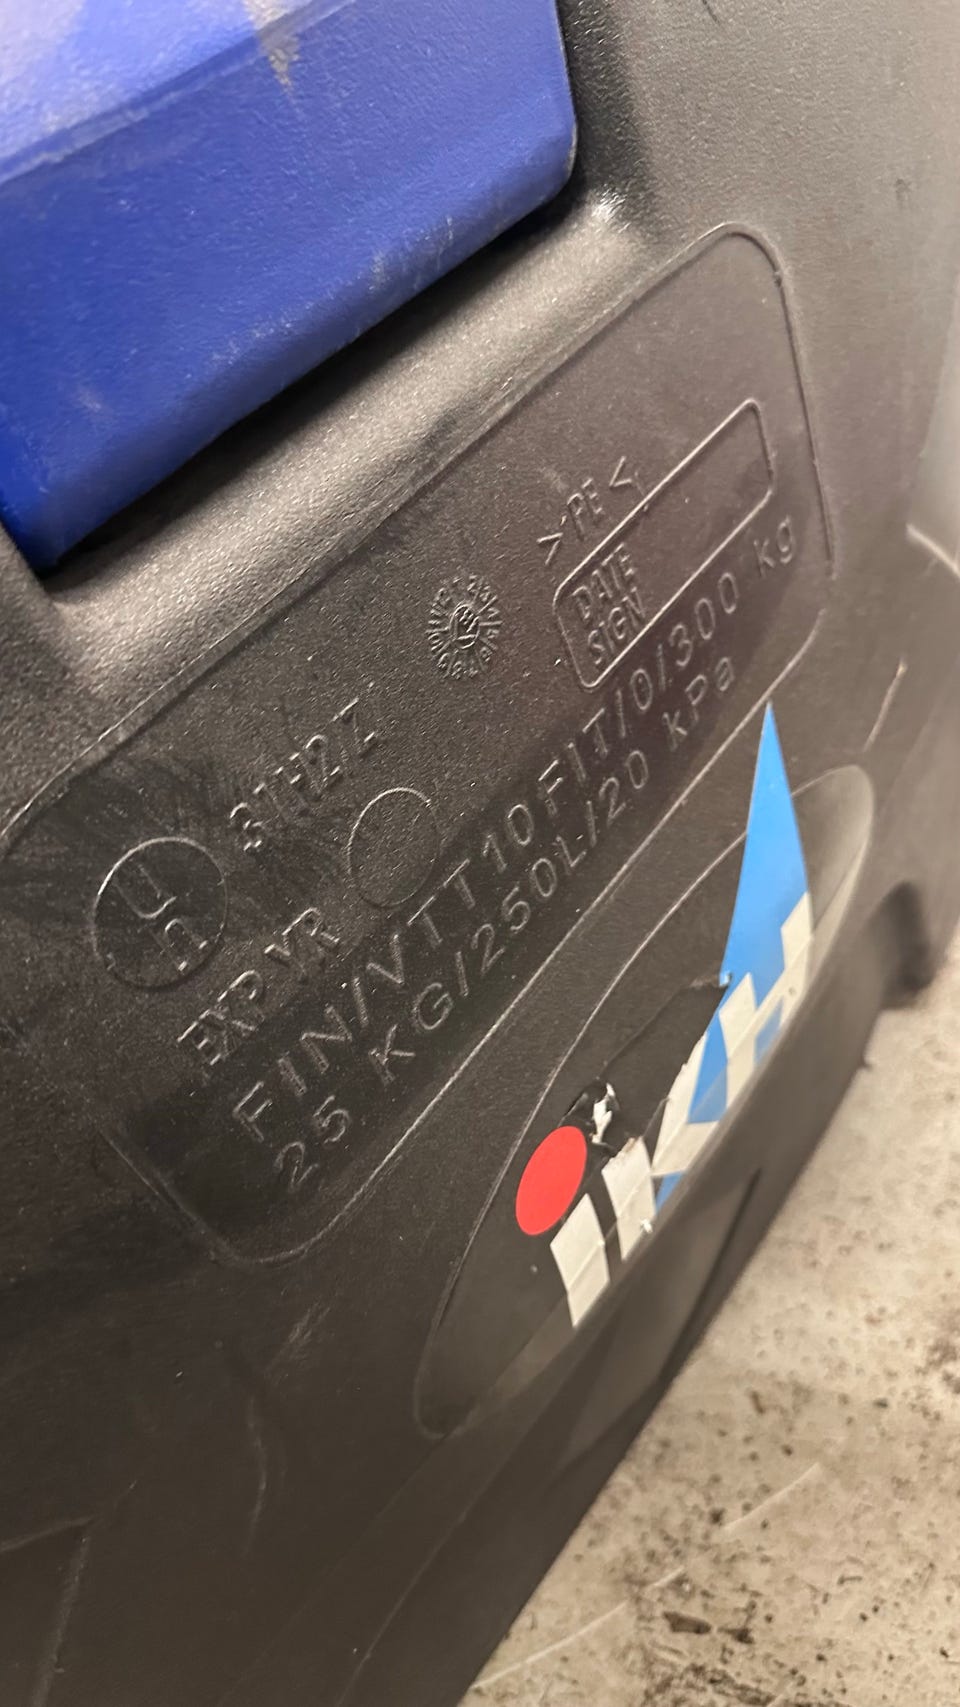 >PE<
DATE
SIGN
un 31H2/Z
EXP YR
FIN/VTT10FIT/0/300 kg
25 KG/250L/20 kPa